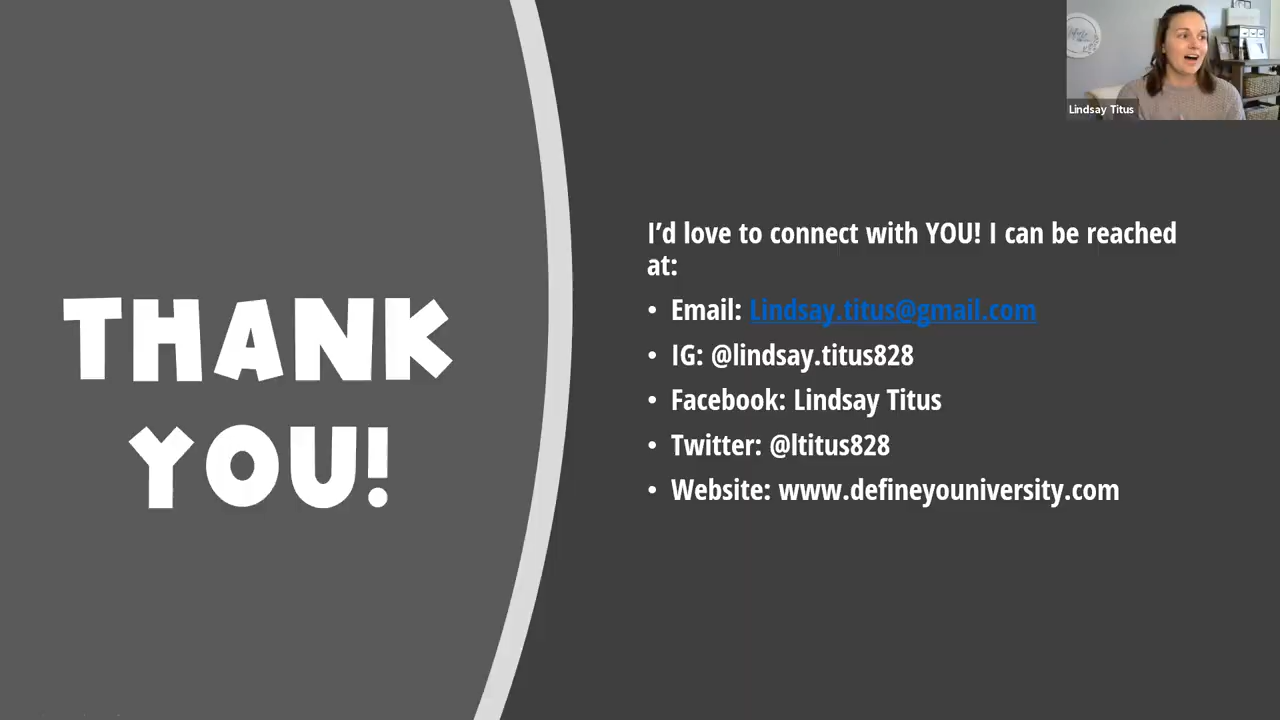 Lindsay Titus
THANK
YOU!
I’d love to connect with YOU! I can be reached
at:
• Email: Lindsay.titus@gmail.com
• IG: @lindsay.titus828
• Facebook: Lindsay Titus
• Twitter: @ltitus828
• Website: www.defineyouniversity.com